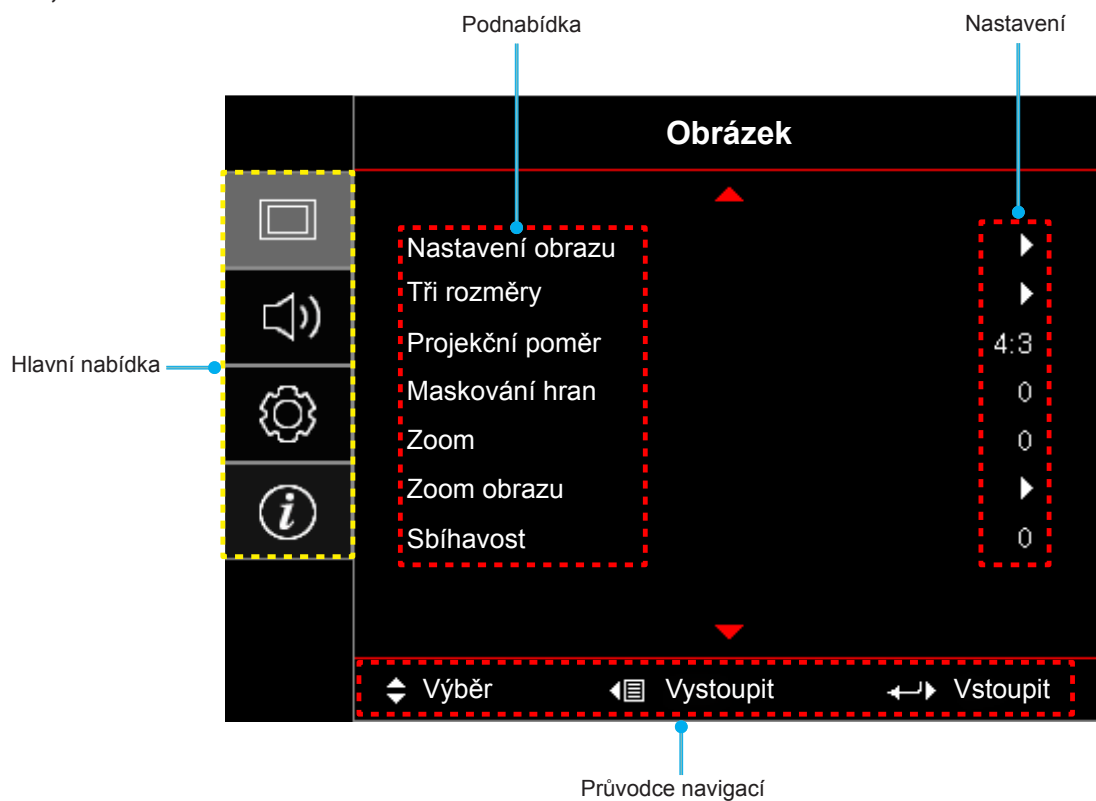 Podnabídka
Nastavení
Obrázek
Nastavení obrazu
Tři rozměry
Projekční poměr 4:3
Maskování hran 0
Zoom 0
Zoom obrazu
Sbíhavost 0
Hlavní nabídka
Výběr Vystoupit Vstoupit
Průvodce navigací